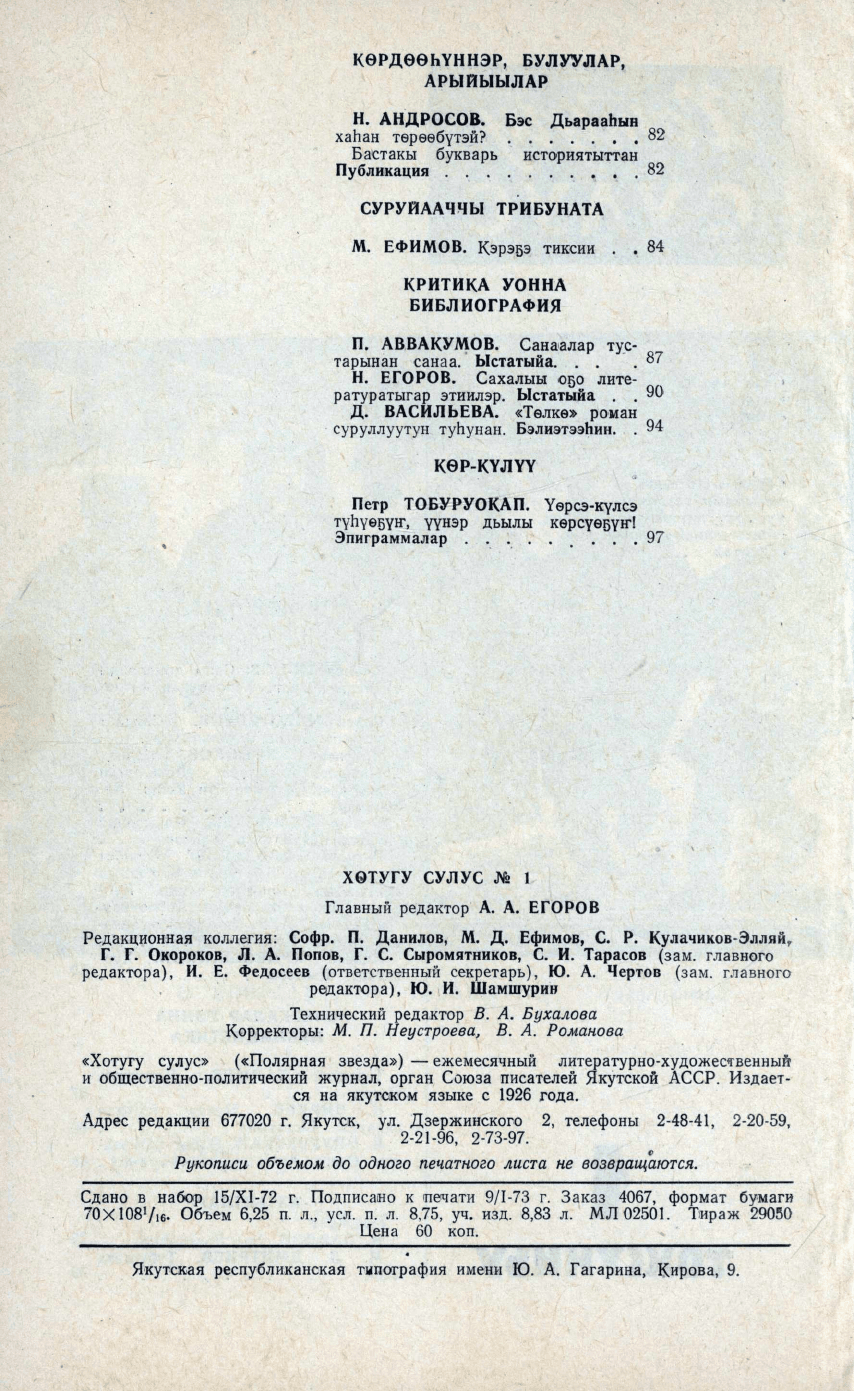 КӨРДӨӨҺҮННЭР, БУЛУУЛАР,
АРЫЙЫЫЛАР
Н. АНДРОСОВ. Бэс Дьарааһын
хаһан төрөөбүтэй? . . . . . . . 82
Бастакы букварь историятыттан
Публикация . . . . . . . . . . 82
СУРУЙААЧЧЫ ТРИБУНАТА
М. ЕФИМОВ. Кэрэҕэ тиксии . . 84
КРИТИКА УОННА
БИБЛИОГРАФИЯ
П. АВВАКУМОВ. Санаалар тус-
тарынан санаа. Ыстатыйа. . . . 87
Н. ЕГОРОВ. Сахалыы оҕо лите-
ратуратыгар этиилэр. Ыстатыйа . . 90
Д. ВАСИЛЬЕВА. «Төлкө» роман
суруллуутун туһунан. Бэлиэтээһин. . 94
КӨР-КҮЛҮҮ
Петр ТОБУРУОКАП. Үөрсэ-күлсэ
түһүөҕүҥ, үүнэр дьылы көрсүөҕүҥ!
Эпиграммалар . . . . . . . . . 97
ХОТУГУ СУЛУС № 1
Главный редактор А. А. ЕГОРОВ
Редакционная коллегия: Софр. П. Данилов, М. Д. Ефимов, С. Р. Кулачиков-Элляй,
Г. Г. Окороков, Л. А. Попов, Г. С. Сыромятников, С. И. Тарасов (зам. главного
редактора), И. Е. Федосеев (ответственный секретарь), Ю. А. Чертов (зам. главного
редактора), Ю. И. Шамшурин
Технический редактор В. А. Бухалова
Корректоры: М. П. Неустроева, В. А. Романова
«Хотугу сулус» («Полярная звезда») — ежемесячный литературно-художественный
и общественно-политический журнал, орган Союза писателей Якутской АССР. Издает-
ся на якутском языке с 1926 года.
Адрес редакции 677020 г. Якутск, ул. Дзержинского 2, телефоны 2-48-41, 2-20-59,
2-21-96, 2-73-97.
Рукописи объемом до одного печатного листа не возвращаются.
Сдано в набор 15/XI-72 г. Подписано к печати 9/I-73 г. Заказ 4067, формат бумаги
70×108¹/₁₆. Объем 6,25 п. л., усл. п. л. 8,75, уч. изд. 8,83 л. МЛ 02501. Тираж 29050
Цена 60 коп.
Якутская республиканская типография имени Ю. А. Гагарина, Кирова, 9.